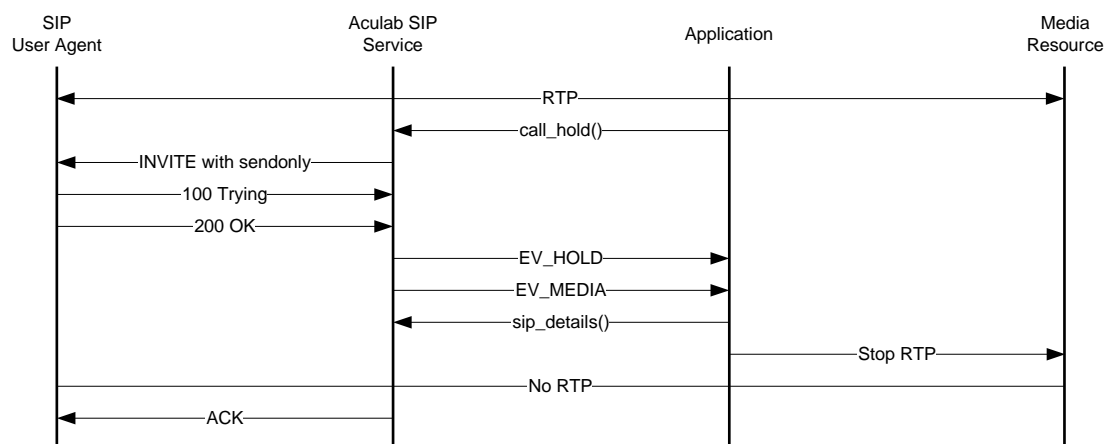 SIP
User Agent
Aculab SIP
Service
Application
Media
Resource
RTP
call_hold()
INVITE with sendonly
100 Trying
200 OK
EV_HOLD
EV_MEDIA
sip_details()
Stop RTP
No RTP
ACK